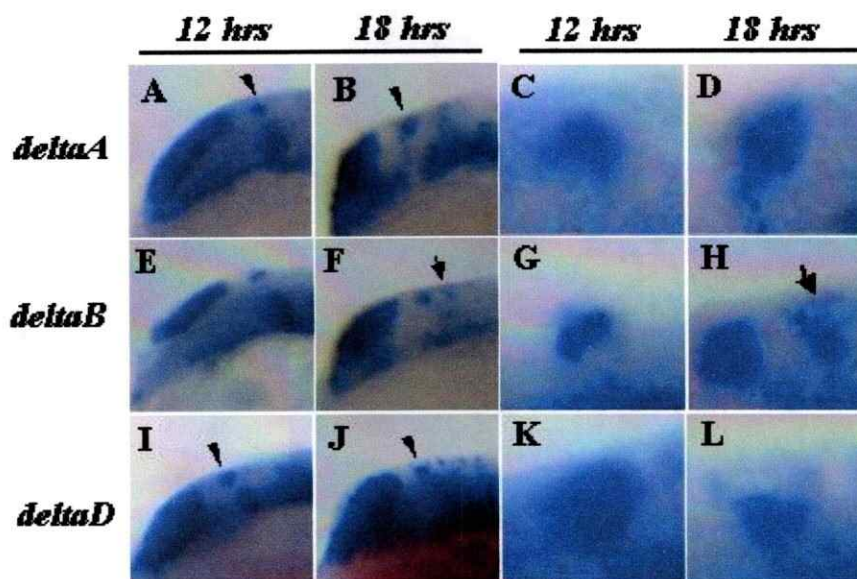 12 hrs 18 hrs 12 hrs 18 hrs
A B C D
deltaA
E F G H
deltaB
I J K L
deltaD